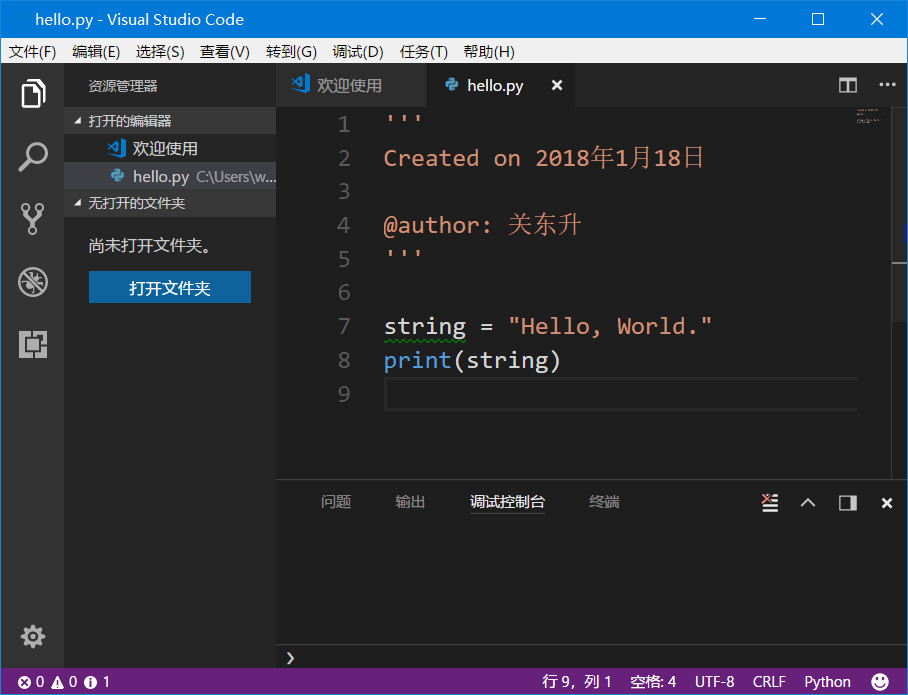 hello.py - Visual Studio Code
文件(F) 编辑(E) 选择(S) 查看(V) 转到(G) 调试(D) 任务(T) 帮助(H)
资源管理器
打开的编辑器
欢迎使用
hello.py C:\Users\w...
无打开的文件夹
尚未打开文件夹。
打开文件夹
欢迎使用 hello.py
1 '''
2 Created on 2018年1月18日
3
4 @author: 关东升
5 '''
6
7 string = "Hello, World."
8 print(string)
9
问题 输出 调试控制台 终端
0 0 1 行 9，列 1 空格: 4 UTF-8 CRLF Python